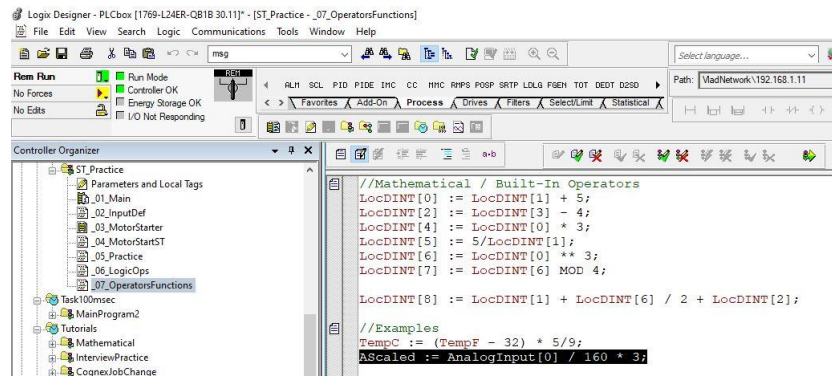 Logix Designer - PLCbox [1769-L24ER-QB1B 30.11]* - [ST_Practice - _07_OperatorsFunctions]
File Edit View Search Logic Communications Tools Window Help
msg
Select language...
Rem Run
No Forces
No Edits
Run Mode
Controller OK
Energy Storage OK
I/O Not Responding
REM
ALM SCL PID PIDE IMC CC MMC RMPS POSP SRTP LDLG FGEN TOT DEDT D2SD
Favorites Add-On Process Drives Filters Select/Limit Statistical
Path: VladNetwork\192.168.1.11
Controller Organizer
ST_Practice
Parameters and Local Tags
_01_Main
_02_InputDef
_03_MotorStarter
_04_MotorStartST
_05_Practice
_06_LogicOps
_07_OperatorsFunctions
Task100msec
MainProgram2
Tutorials
Mathematical
InterviewPractice
CognexJobChange
//Mathematical / Built-In Operators
LocDINT[0] := LocDINT[1] + 5;
LocDINT[2] := LocDINT[3] - 4;
LocDINT[4] := LocDINT[0] * 3;
LocDINT[5] := 5/LocDINT[1];
LocDINT[6] := LocDINT[0] ** 3;
LocDINT[7] := LocDINT[6] MOD 4;
LocDINT[8] := LocDINT[1] + LocDINT[6] / 2 + LocDINT[2];
//Examples
TempC := (TempF - 32) * 5/9;
AScaled := AnalogInput[0] / 160 * 3;